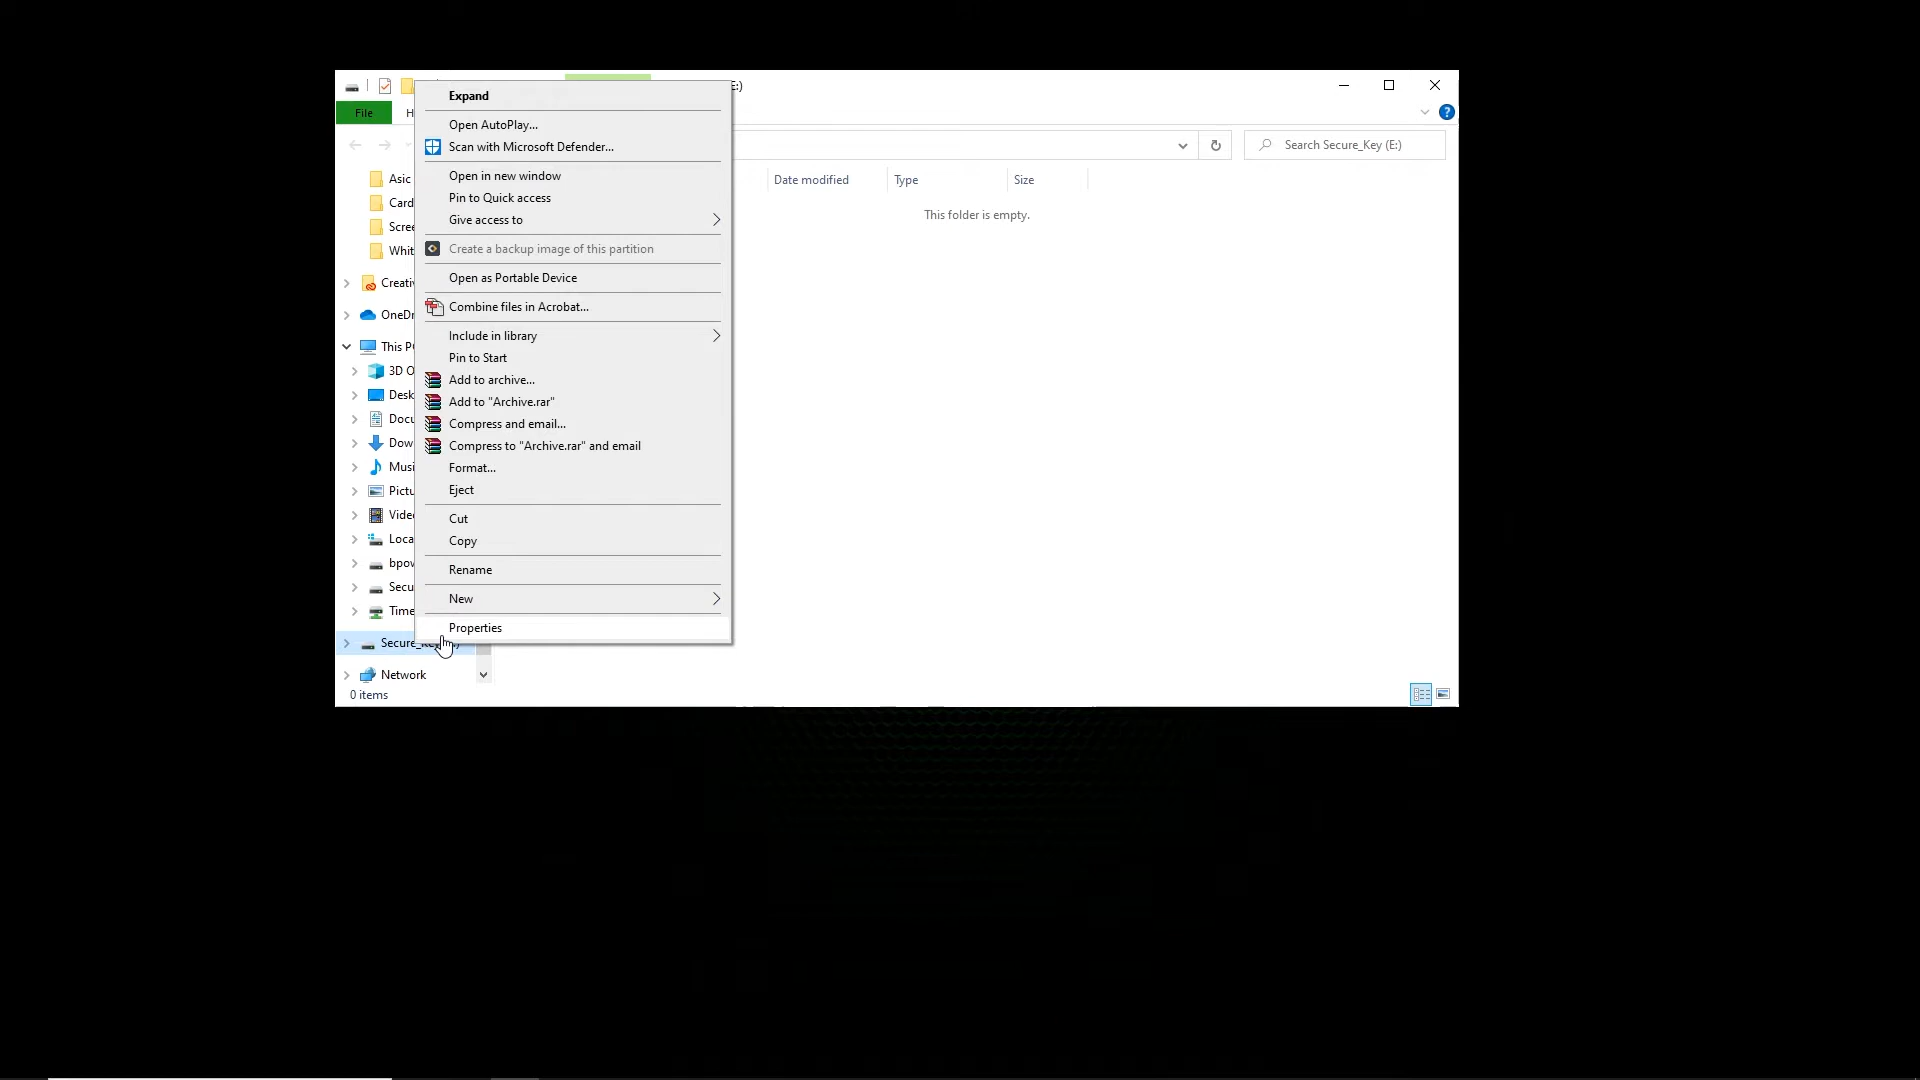 E:)
File
H
Search Secure_Key (E:)
Date modified
Type
Size
This folder is empty.
Expand
Open AutoPlay...
Scan with Microsoft Defender...
Open in new window
Pin to Quick access
Give access to
Create a backup image of this partition
Open as Portable Device
Combine files in Acrobat...
Include in library
Pin to Start
Add to archive...
Add to "Archive.rar"
Compress and email...
Compress to "Archive.rar" and email
Format...
Eject
Cut
Copy
Rename
New
Properties
Asic
Card
Scree
Whit
Creativ
OneDr
This P
3D O
Desk
Docu
Dow
Musi
Pictu
Video
Loca
bpow
Secu
Time
Secure_Key
Network
0 items